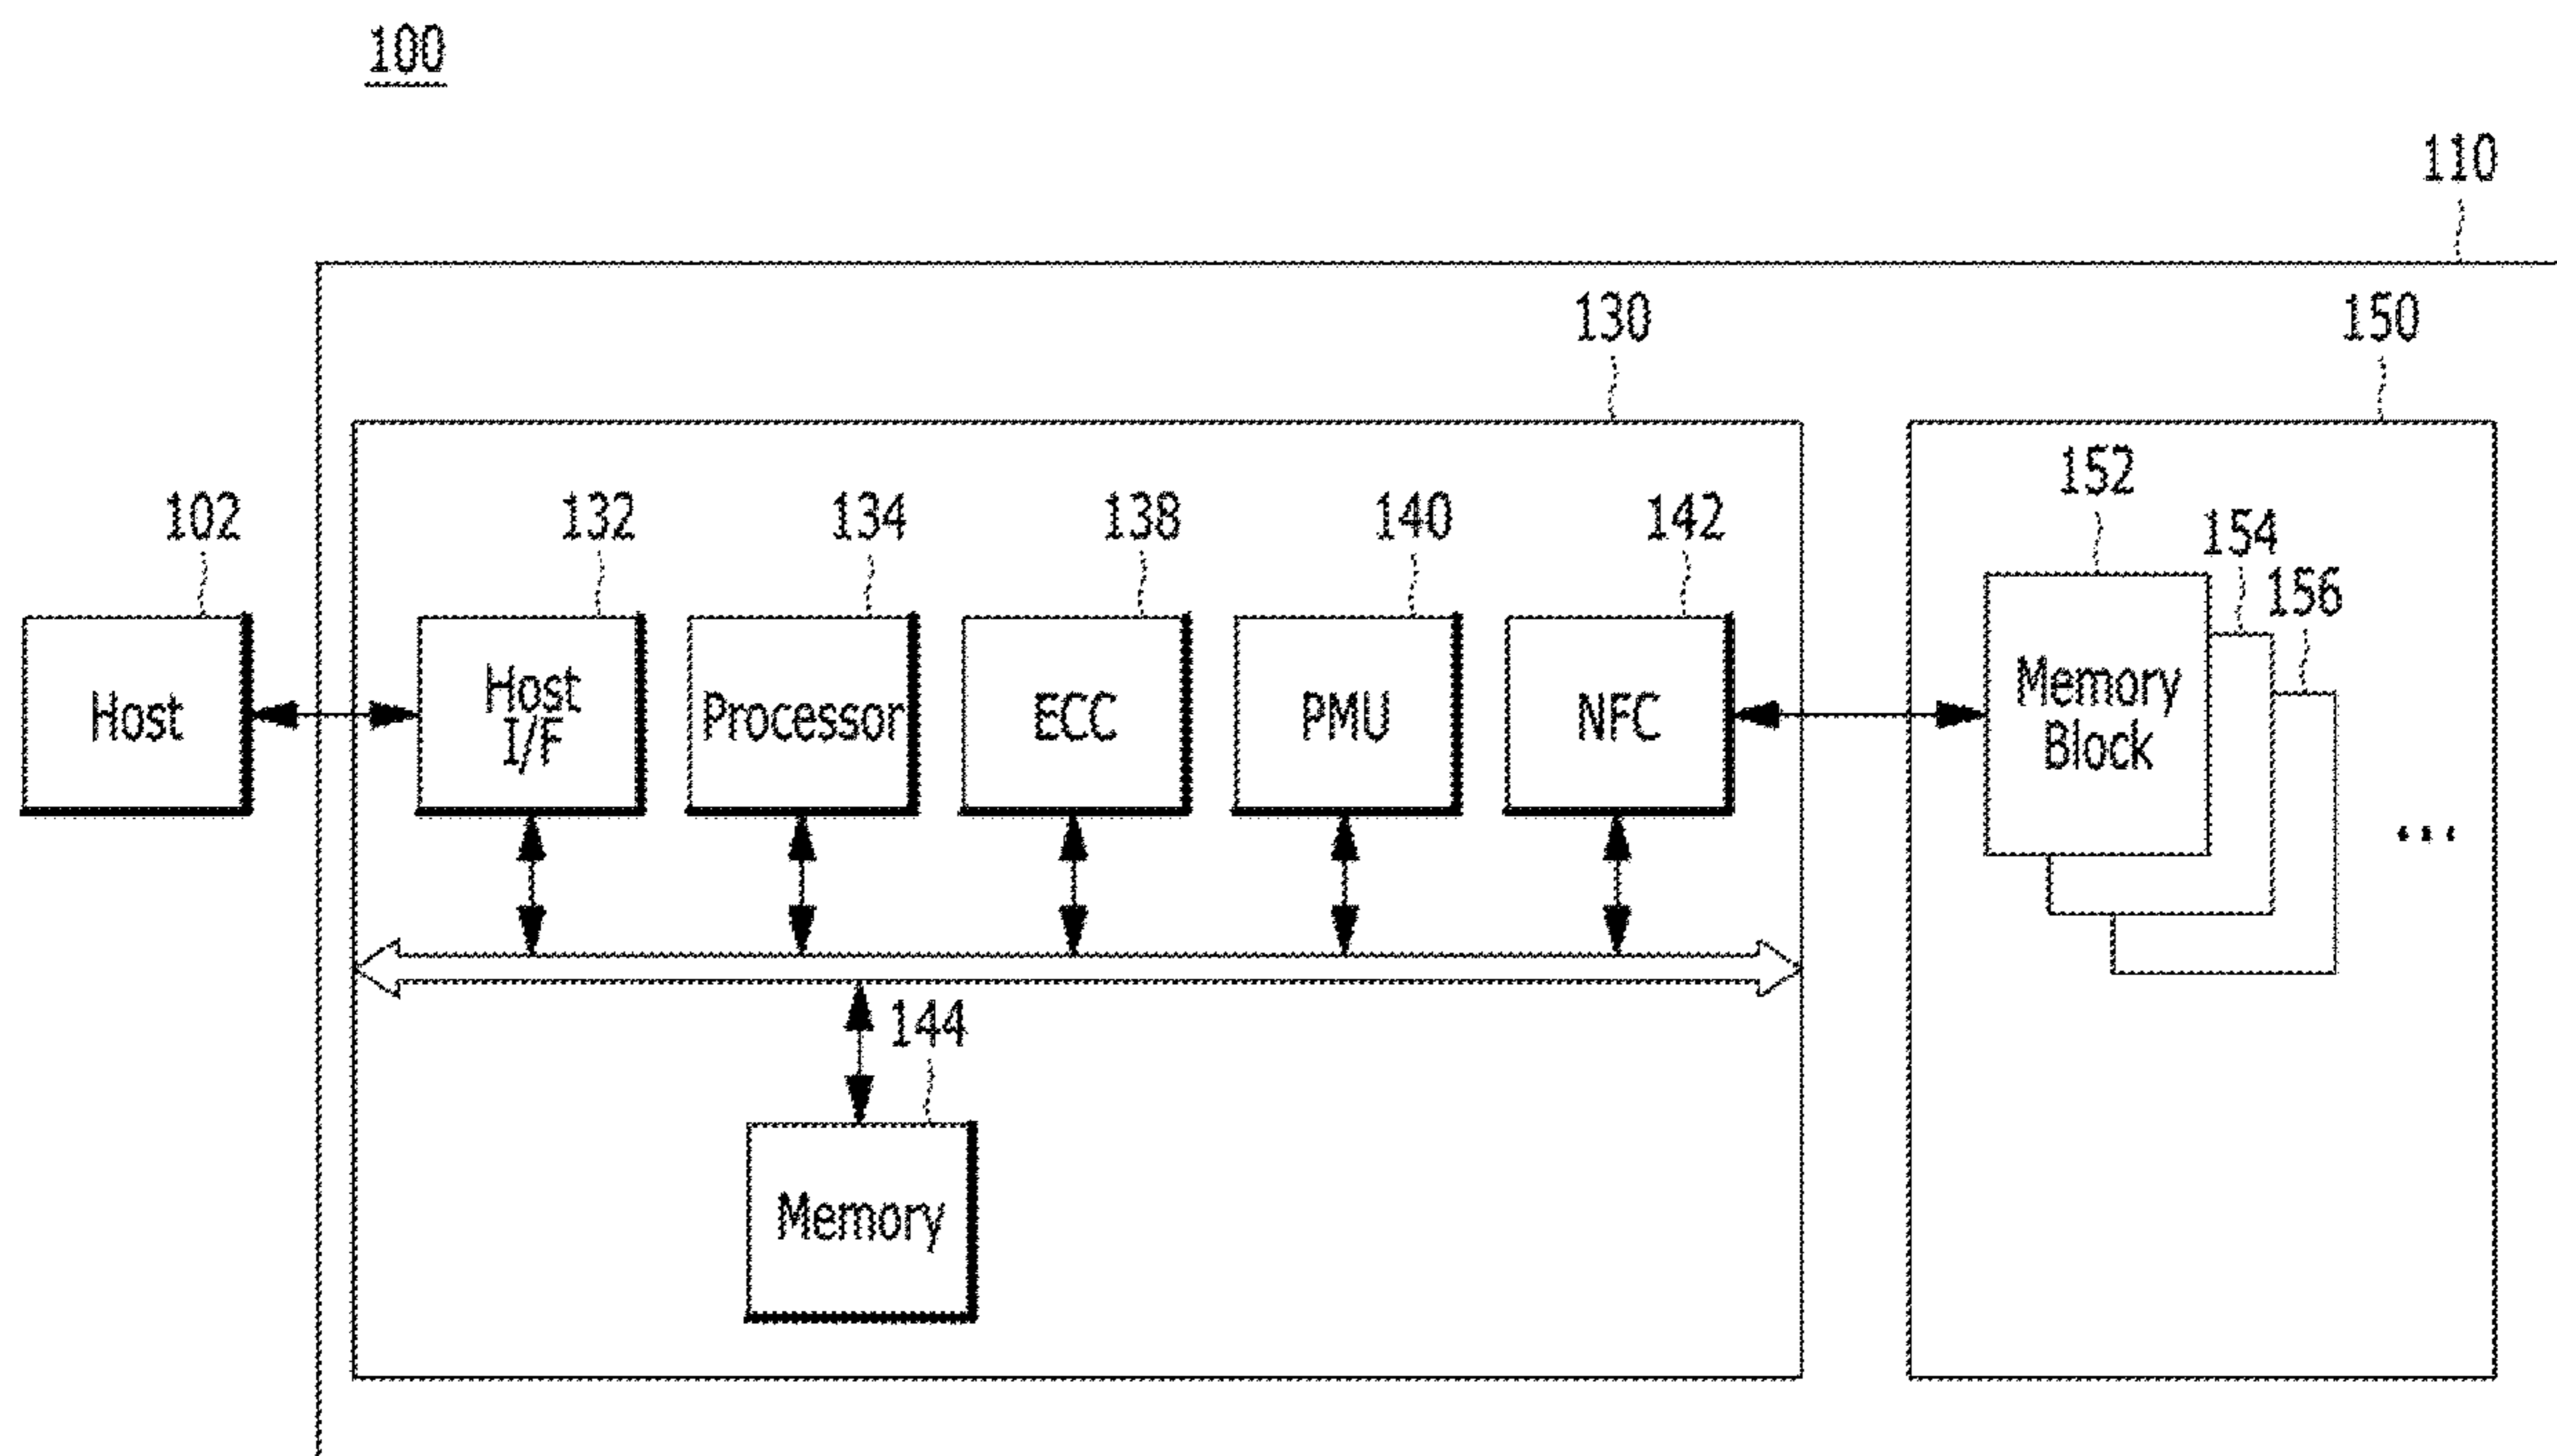 100
110
130
150
152
154
156
102
132
134
138
140
142
Host
Host
I/F
Processor
ECC
PMU
NFC
Memory
Block
...
144
Memory